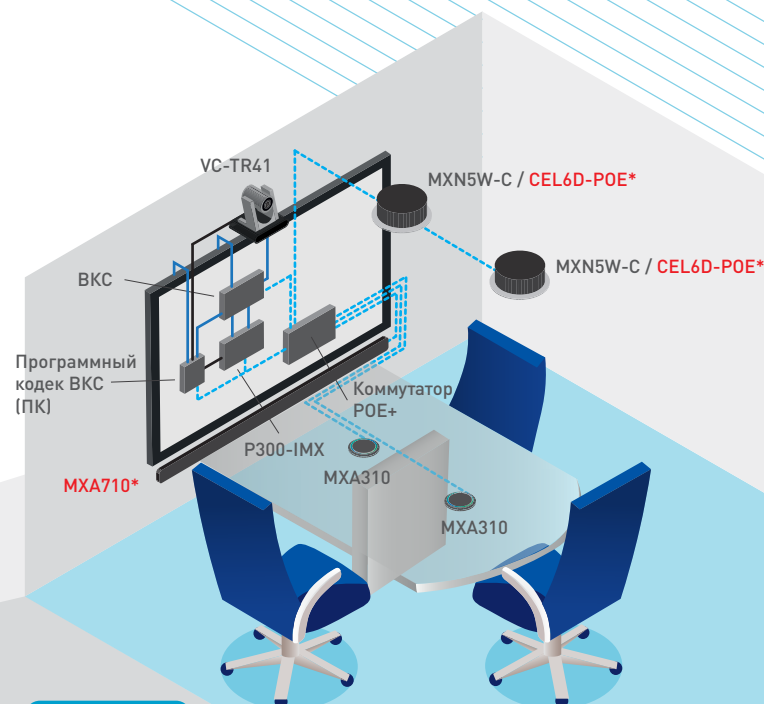 VC-TR41
MXN5W-C / CEL6D-POE*
MXN5W-C / CEL6D-POE*
ВКС
Программный
кодек ВКС
(ПК)
Коммутатор
POE+
P300-IMX
MXA310
MXA710*
MXA310